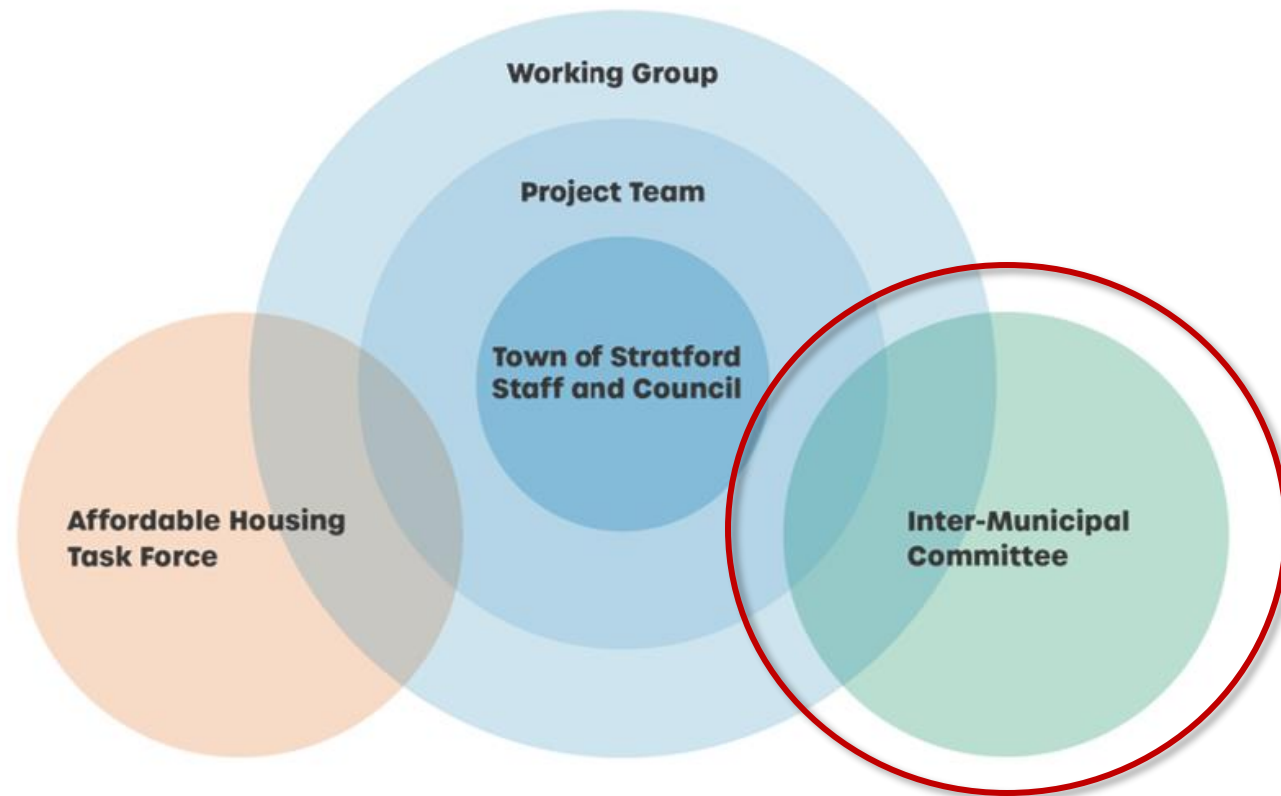 Working Group
Project Team
Town of Stratford
Staff and Council
Affordable Housing
Task Force
Inter-Municipal
Committee